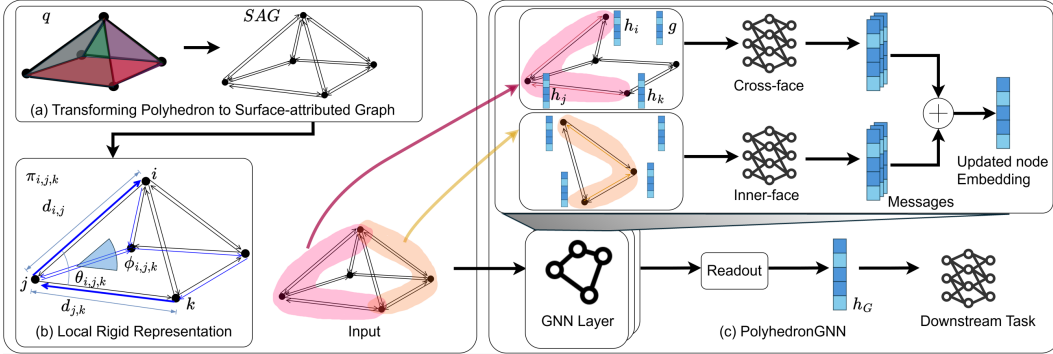 q
SAG
(a) Transforming Polyhedron to Surface-attributed Graph
π_{i,j,k}
i
d_{i,j}
ϕ_{i,j,k}
θ_{i,j,k}
j
k
d_{j,k}
(b) Local Rigid Representation
Input
h_i
g
h_j
h_k
Cross-face
Inner-face
Messages
+
Updated node
Embedding
GNN Layer
Readout
h_G
(c) PolyhedronGNN
Downstream Task